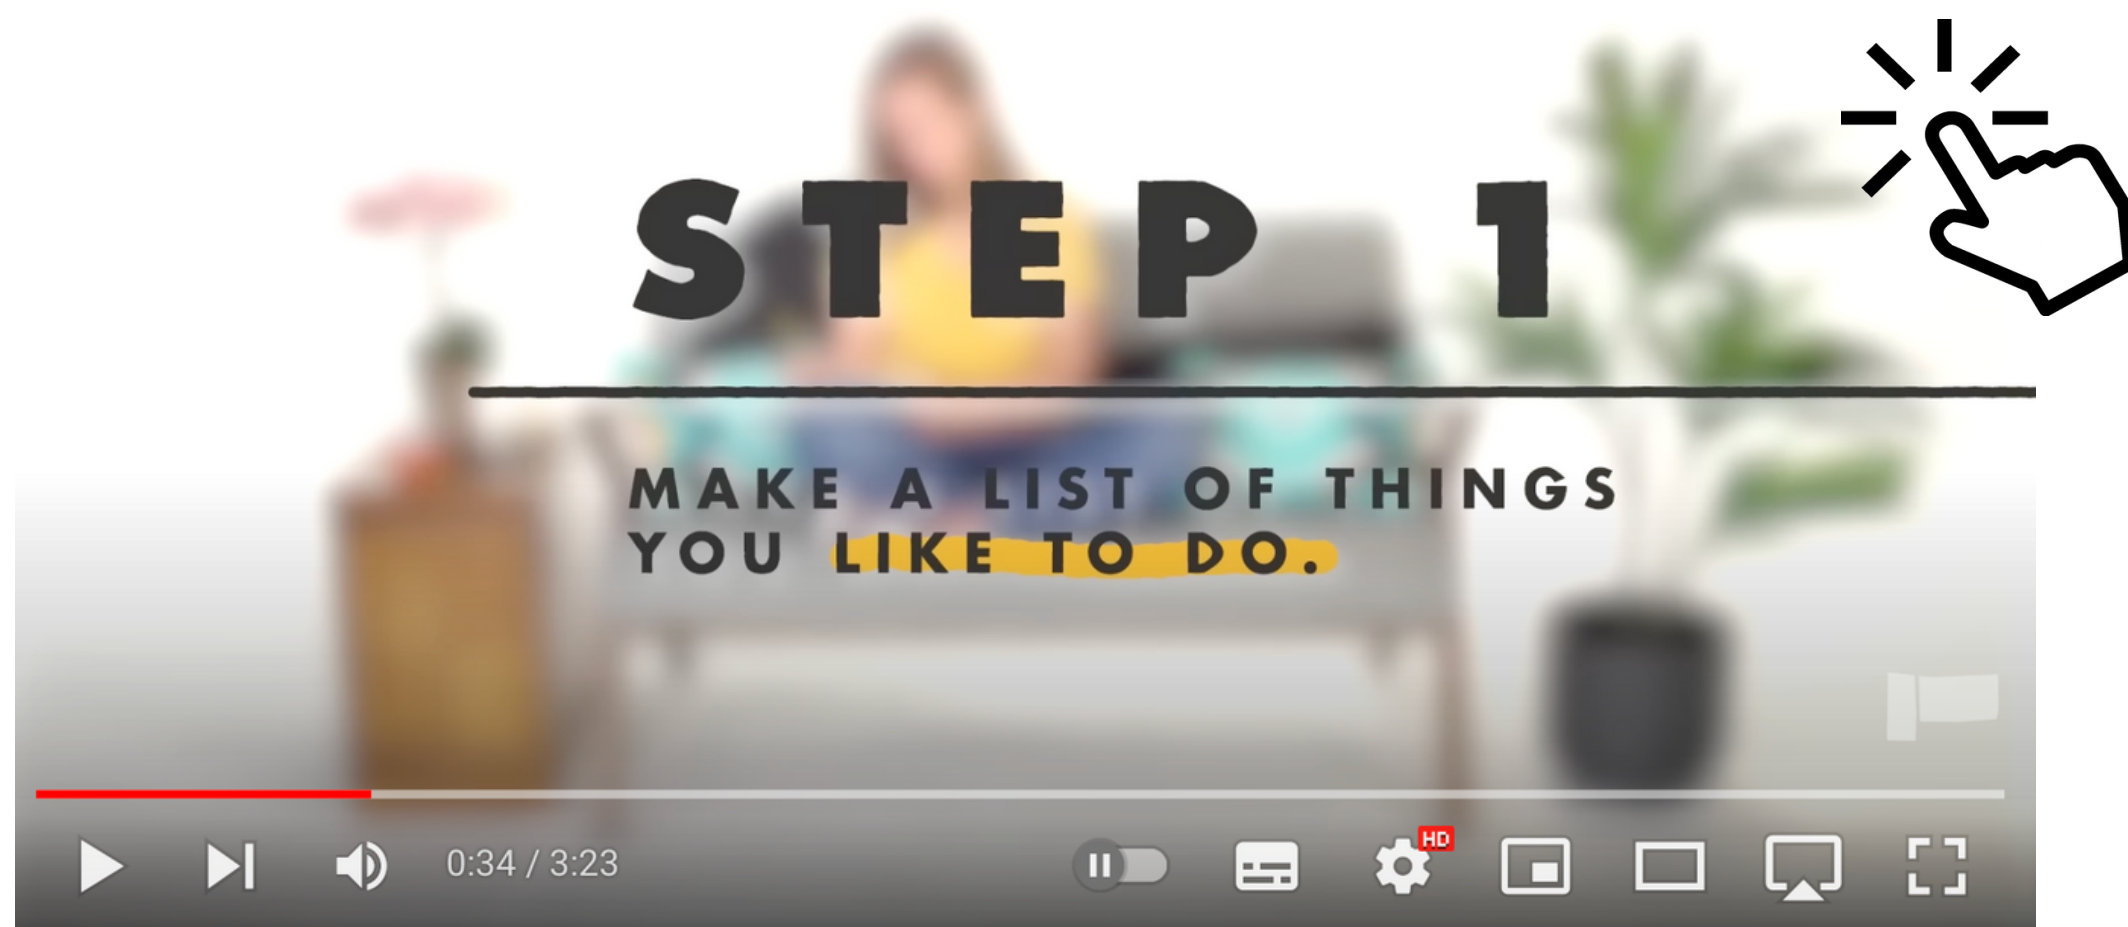 STEP 1
MAKE A LIST OF THINGS
YOU LIKE TO DO.
HD
0:34 / 3:23